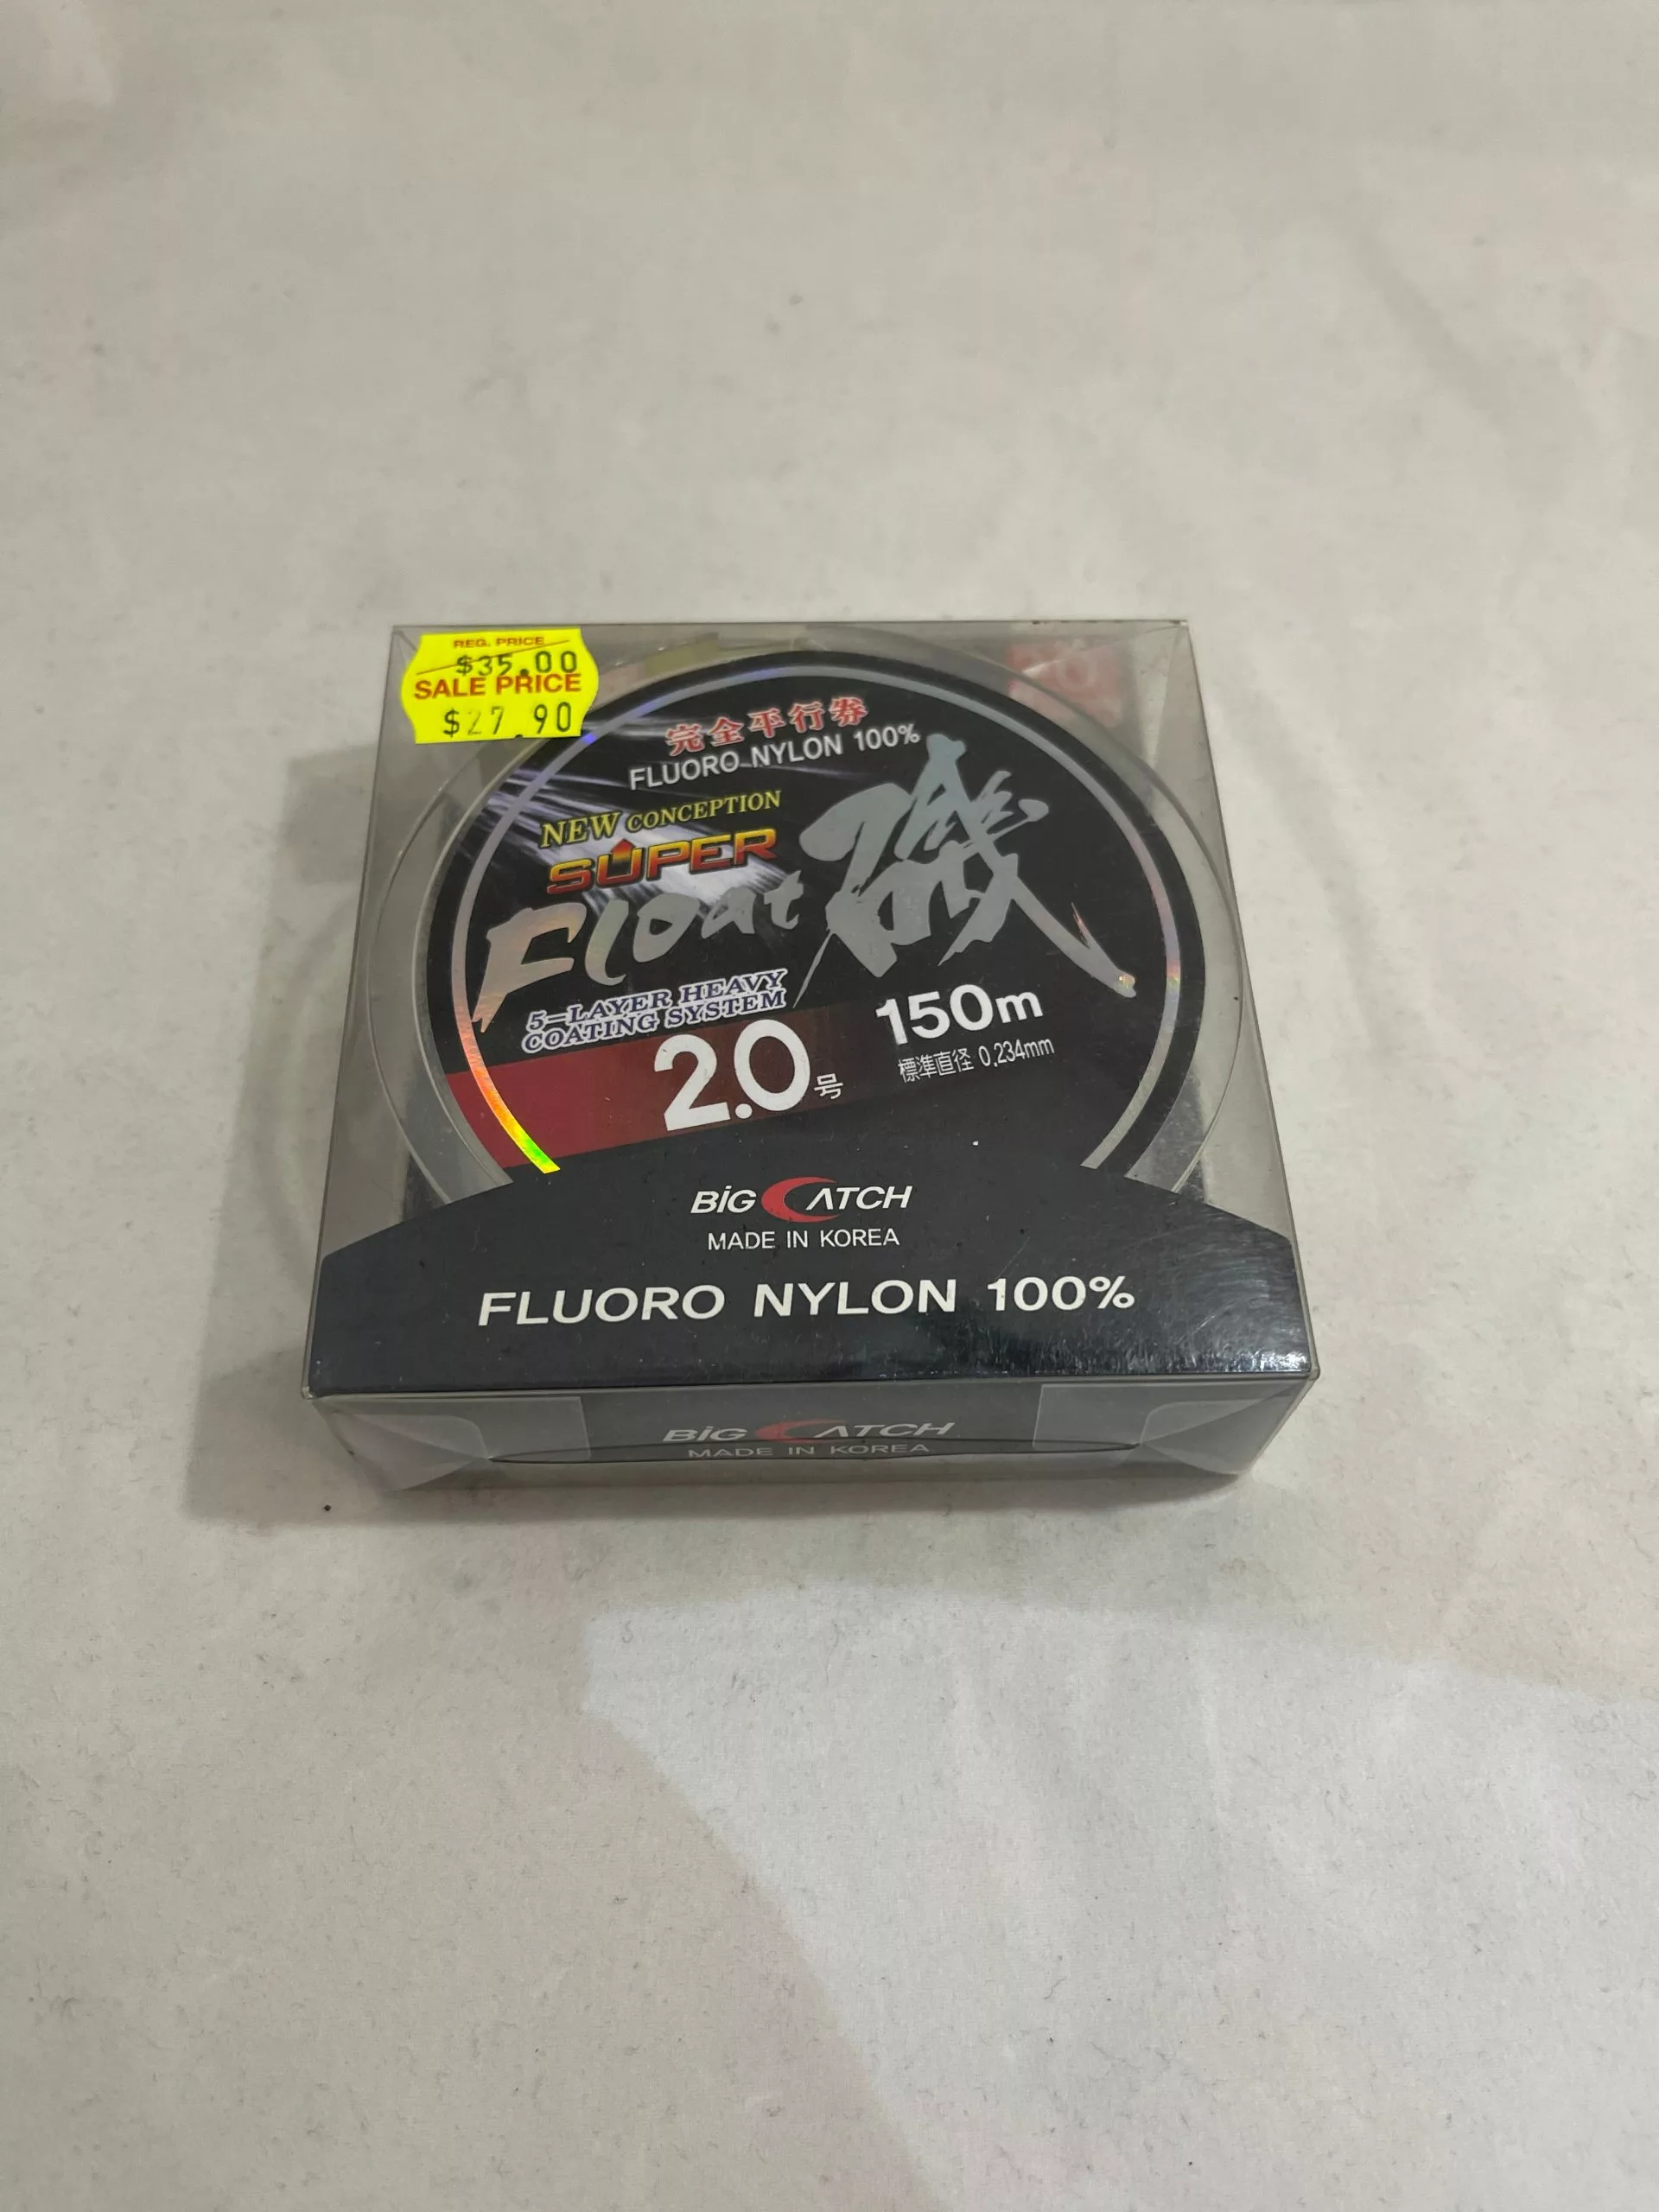 REG. PRICE
$35.00
SALE PRICE
$27.90
完全平行券
FLUORO NYLON 100%
NEW CONCEPTION
SUPER
Float 磯
5-LAYER HEAVY
COATING SYSTEM
2.0号
150m
標準直径 0.234mm
BiG CATCH
MADE IN KOREA
FLUORO NYLON 100%
BiG CATCH
MADE IN KOREA